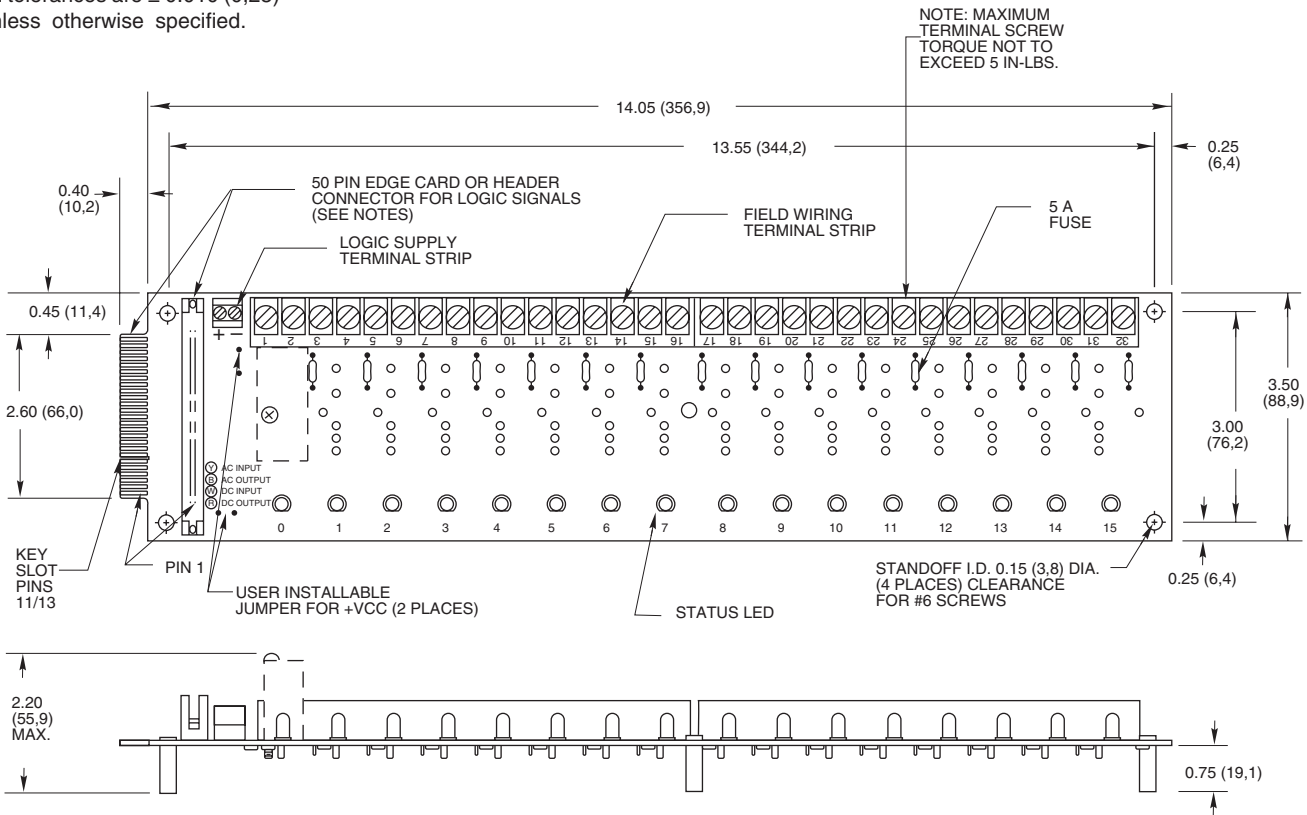 tolerances are ± 0.010 (0,25)
less otherwise specified.
NOTE: MAXIMUM
TERMINAL SCREW
TORQUE NOT TO
EXCEED 5 IN-LBS.
14.05 (356,9)
13.55 (344,2)
0.25
(6,4)
0.40
(10,2)
50 PIN EDGE CARD OR HEADER
CONNECTOR FOR LOGIC SIGNALS
(SEE NOTES)
FIELD WIRING
TERMINAL STRIP
5 A
FUSE
LOGIC SUPPLY
TERMINAL STRIP
0.45 (11,4)
+ −
1 2 3 4 5 6 7 8 9 10 11 12 13 14 15 16 17 18 19 20 21 22 23 24 25 26 27 28 29 30 31 32
2.60 (66,0)
3.50
(88,9)
3.00
(76,2)
Y AC INPUT
B AC OUTPUT
W DC INPUT
R DC OUTPUT
0 1 2 3 4 5 6 7 8 9 10 11 12 13 14 15
KEY
SLOT
PINS
11/13
PIN 1
USER INSTALLABLE
JUMPER FOR +VCC (2 PLACES)
STATUS LED
STANDOFF I.D. 0.15 (3,8) DIA.
(4 PLACES) CLEARANCE
FOR #6 SCREWS
0.25 (6,4)
2.20
(55,9)
MAX.
0.75 (19,1)